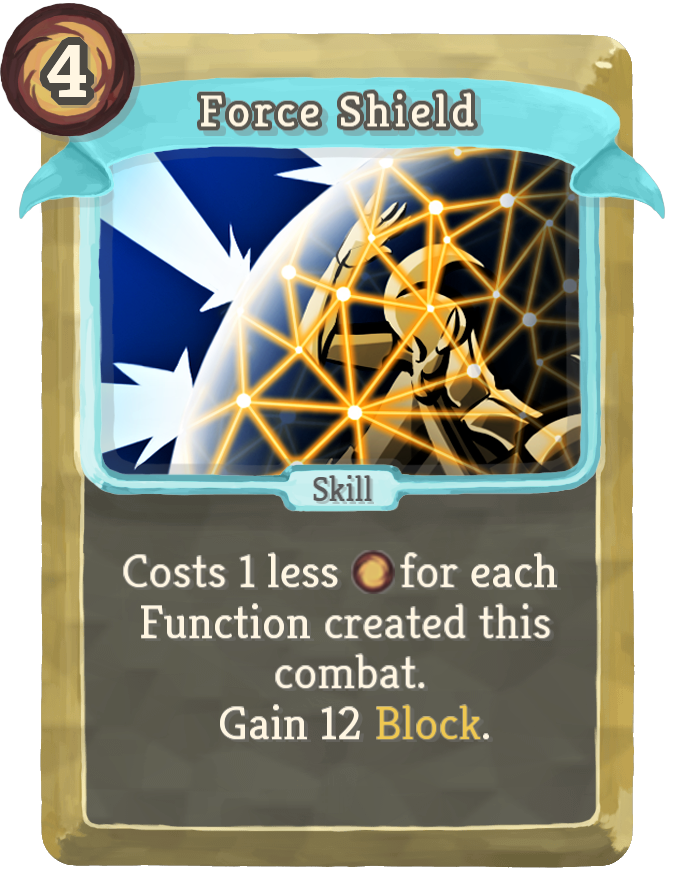 4
Force Shield
Skill
Costs 1 less for each
Function created this
combat.
Gain 12 Block.